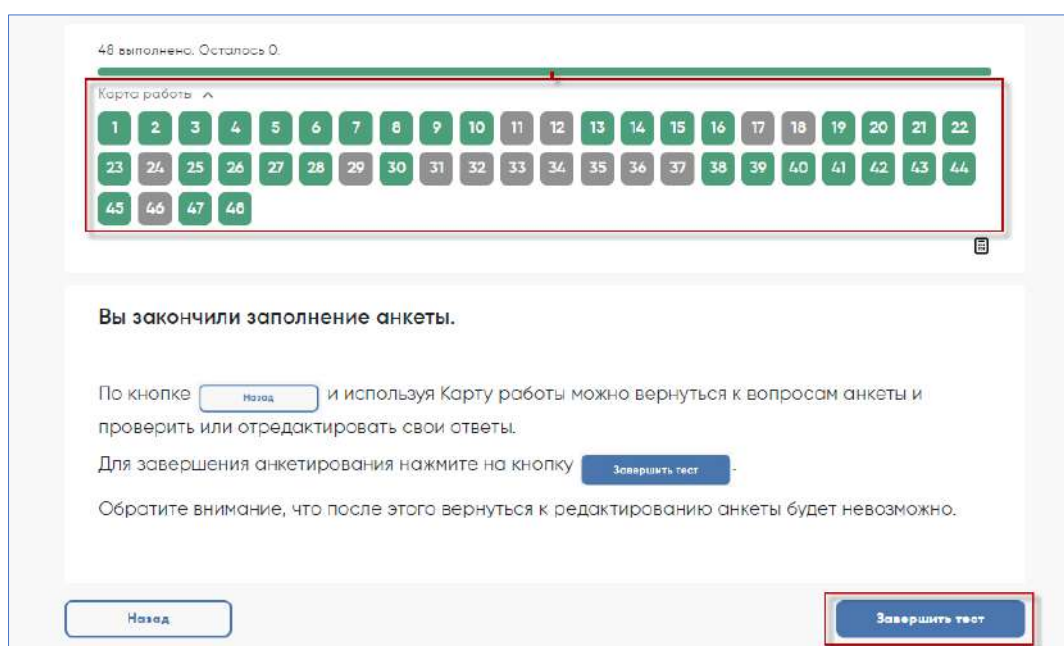 48 выполнено. Осталось 0.
Карта работы
1 2 3 4 5 6 7 8 9 10 11 12 13 14 15 16 17 18 19 20 21 22
23 24 25 26 27 28 29 30 31 32 33 34 35 36 37 38 39 40 41 42 43 44
45 46 47 48
Вы закончили заполнение анкеты.
По кнопке Назад и используя Карту работы можно вернуться к вопросам анкеты и
проверить или отредактировать свои ответы.
Для завершения анкетирования нажмите на кнопку Завершить тест .
Обратите внимание, что после этого вернуться к редактированию анкеты будет невозможно.
Назад Завершить тест